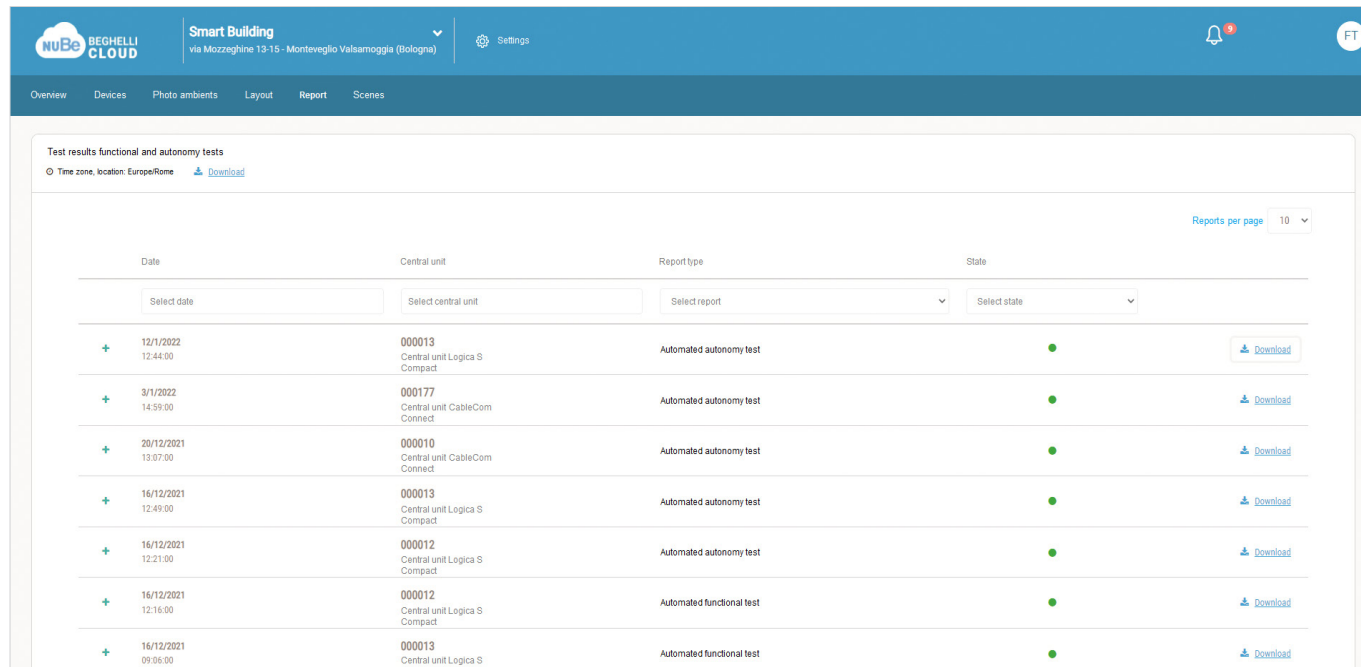 NUBe BEGHELLI CLOUD
Smart Building
via Mozzeghine 13-15 - Monteveglio Valsamoggia (Bologna)
Settings
9
FT
Overview Devices Photo ambients Layout Report Scenes
Test results functional and autonomy tests
Time zone, location: Europe/Rome Download
Reports per page 10
Date Central unit Report type State
Select date Select central unit Select report Select state
12/1/2022 000013
12:44:00 Central unit Logica S Automated autonomy test Download
Compact
3/1/2022 000177
14:59:00 Central unit CableCom Automated autonomy test Download
Connect
20/12/2021 000010
13:07:00 Central unit CableCom Automated autonomy test Download
Connect
16/12/2021 000013
12:49:00 Central unit Logica S Automated autonomy test Download
Compact
16/12/2021 000012
12:21:00 Central unit Logica S Automated autonomy test Download
Compact
16/12/2021 000012
12:16:00 Central unit Logica S Automated functional test Download
Compact
16/12/2021 000013
09:06:00 Central unit Logica S Automated functional test Download